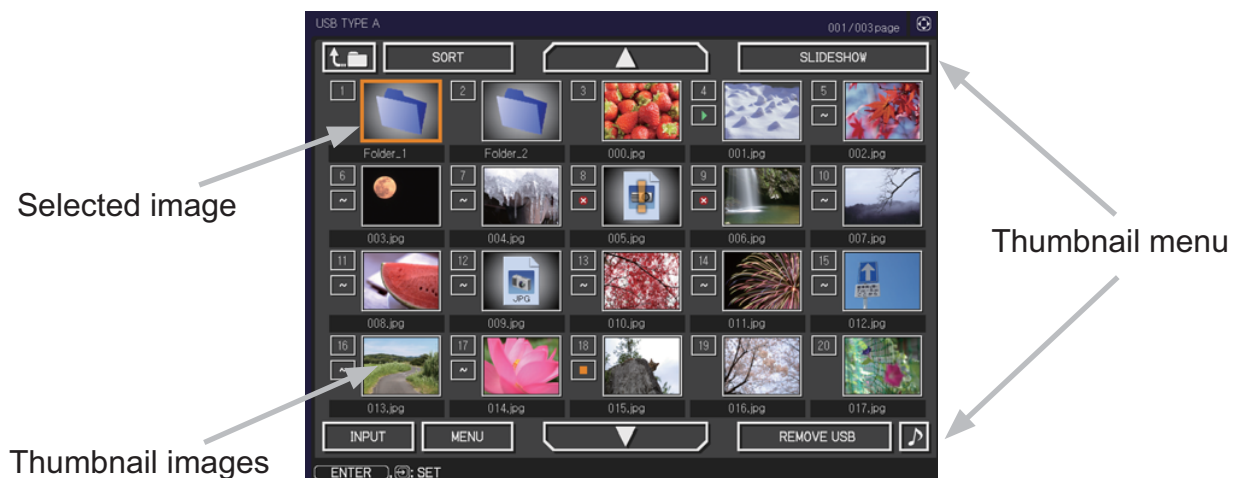 USB TYPE A 001/003page
SORT SLIDESHOW
1 2 3 4 5
Folder_1 Folder_2 000.jpg 001.jpg 002.jpg
6 7 8 9 10
003.jpg 004.jpg 005.jpg 006.jpg 007.jpg
11 12 13 14 15
JPG
008.jpg 009.jpg 010.jpg 011.jpg 012.jpg
16 17 18 19 20
013.jpg 014.jpg 015.jpg 016.jpg 017.jpg
INPUT MENU REMOVE USB
ENTER , : SET
Selected image
Thumbnail menu
Thumbnail images